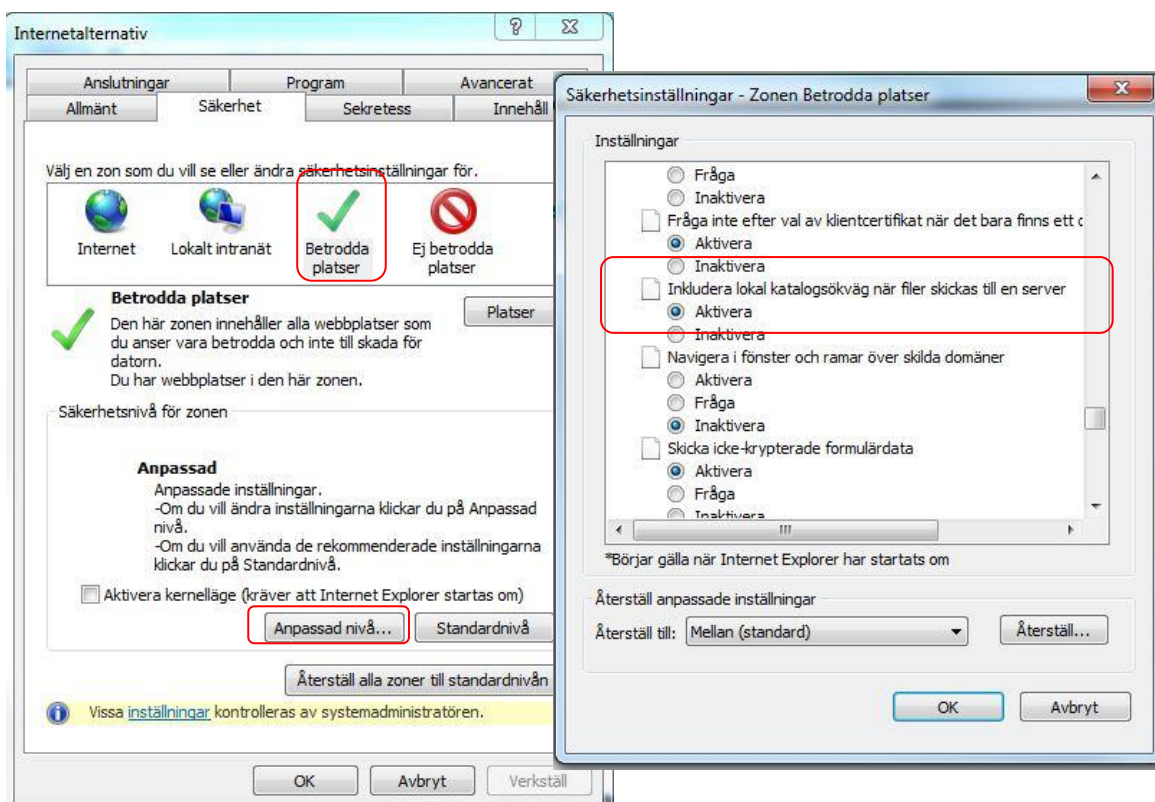 Internetalternativ
Anslutningar
Program
Avancerat
Allmänt
Säkerhet
Sekretess
Innehåll
Välj en zon som du vill se eller ändra säkerhetsinställningar för.
Internet
Lokalt intranät
Betrodda
platser
Ej betrodda
platser
Betrodda platser
Platser
Den här zonen innehåller alla webbplatser som
du anser vara betrodda och inte till skada för
datorn.
Du har webbplatser i den här zonen.
Säkerhetsnivå för zonen
Anpassad
Anpassade inställningar.
-Om du vill ändra inställningarna klickar du på Anpassad
nivå.
-Om du vill använda de rekommenderade inställningarna
klickar du på Standardnivå.
Aktivera kernelläge (kräver att Internet Explorer startas om)
Anpassad nivå...
Standardnivå
Återställ alla zoner till standardnivån
Vissa inställningar kontrolleras av systemadministratören.
OK
Avbryt
Verkställ
Säkerhetsinställningar - Zonen Betrodda platser
Inställningar
Fråga
Inaktivera
Fråga inte efter val av klientcertifikat när det bara finns ett
Aktivera
Inaktivera
Inkludera lokal katalogsökväg när filer skickas till en server
Aktivera
Inaktivera
Navigera i fönster och ramar över skilda domäner
Aktivera
Fråga
Inaktivera
Skicka icke-krypterade formulärdata
Aktivera
Fråga
Inaktivera
*Börjar gälla när Internet Explorer har startats om
Återställ anpassade inställningar
Återställ till:
Mellan (standard)
Återställ...
OK
Avbryt